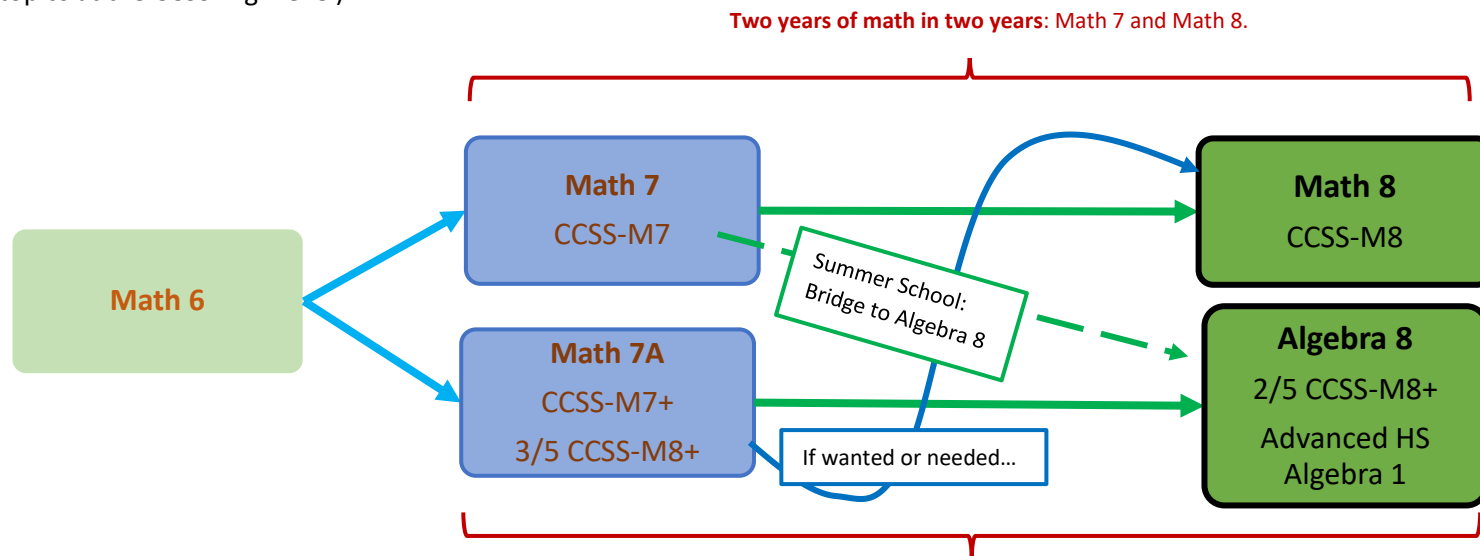 Two years of math in two years: Math 7 and Math 8.
Math 6
Math 7
CCSS-M7
Math 7A
CCSS-M7+
3/5 CCSS-M8+
Summer School:
Bridge to Algebra 8
If wanted or needed…
Math 8
CCSS-M8
Algebra 8
2/5 CCSS-M8+
Advanced HS
Algebra 1